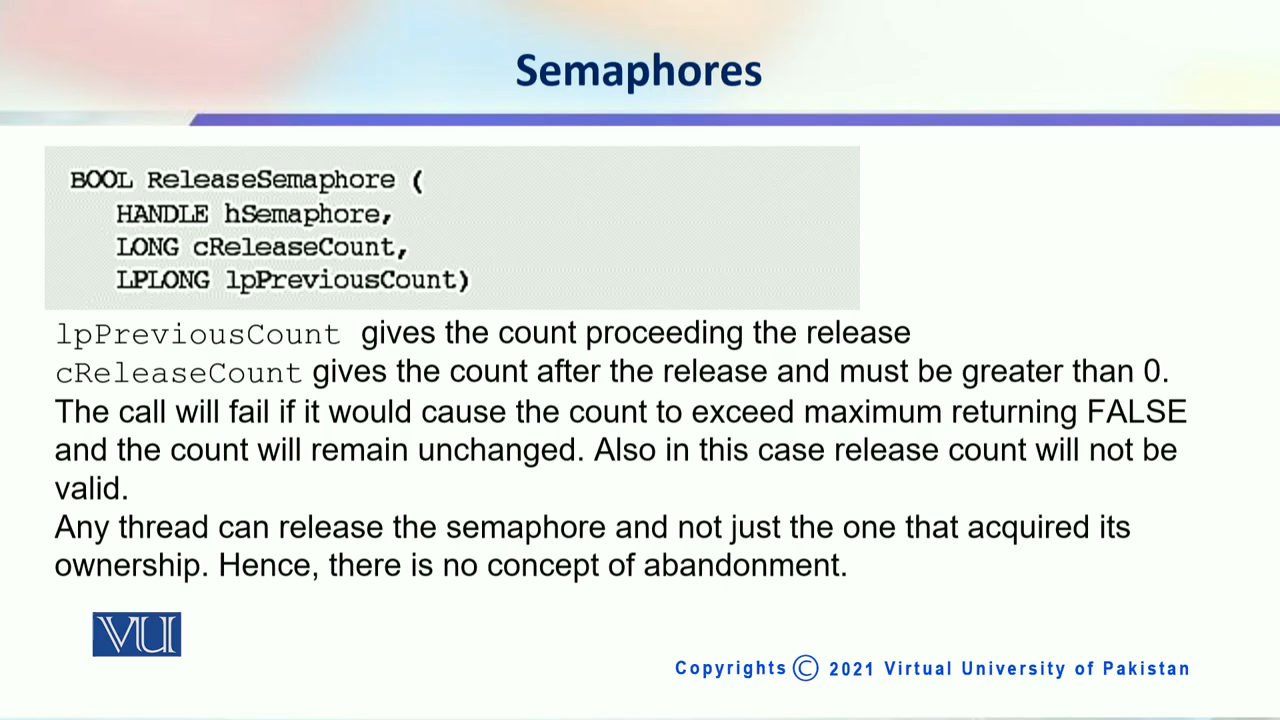 Semaphores
BOOL ReleaseSemaphore (
HANDLE hSemaphore,
LONG cReleaseCount,
LPLONG lpPreviousCount)
lpPreviousCount gives the count proceeding the release
cReleaseCount gives the count after the release and must be greater than 0.
The call will fail if it would cause the count to exceed maximum returning FALSE
and the count will remain unchanged. Also in this case release count will not be
valid.
Any thread can release the semaphore and not just the one that acquired its
ownership. Hence, there is no concept of abandonment.
VU
Copyrights © 2021 Virtual University of Pakistan